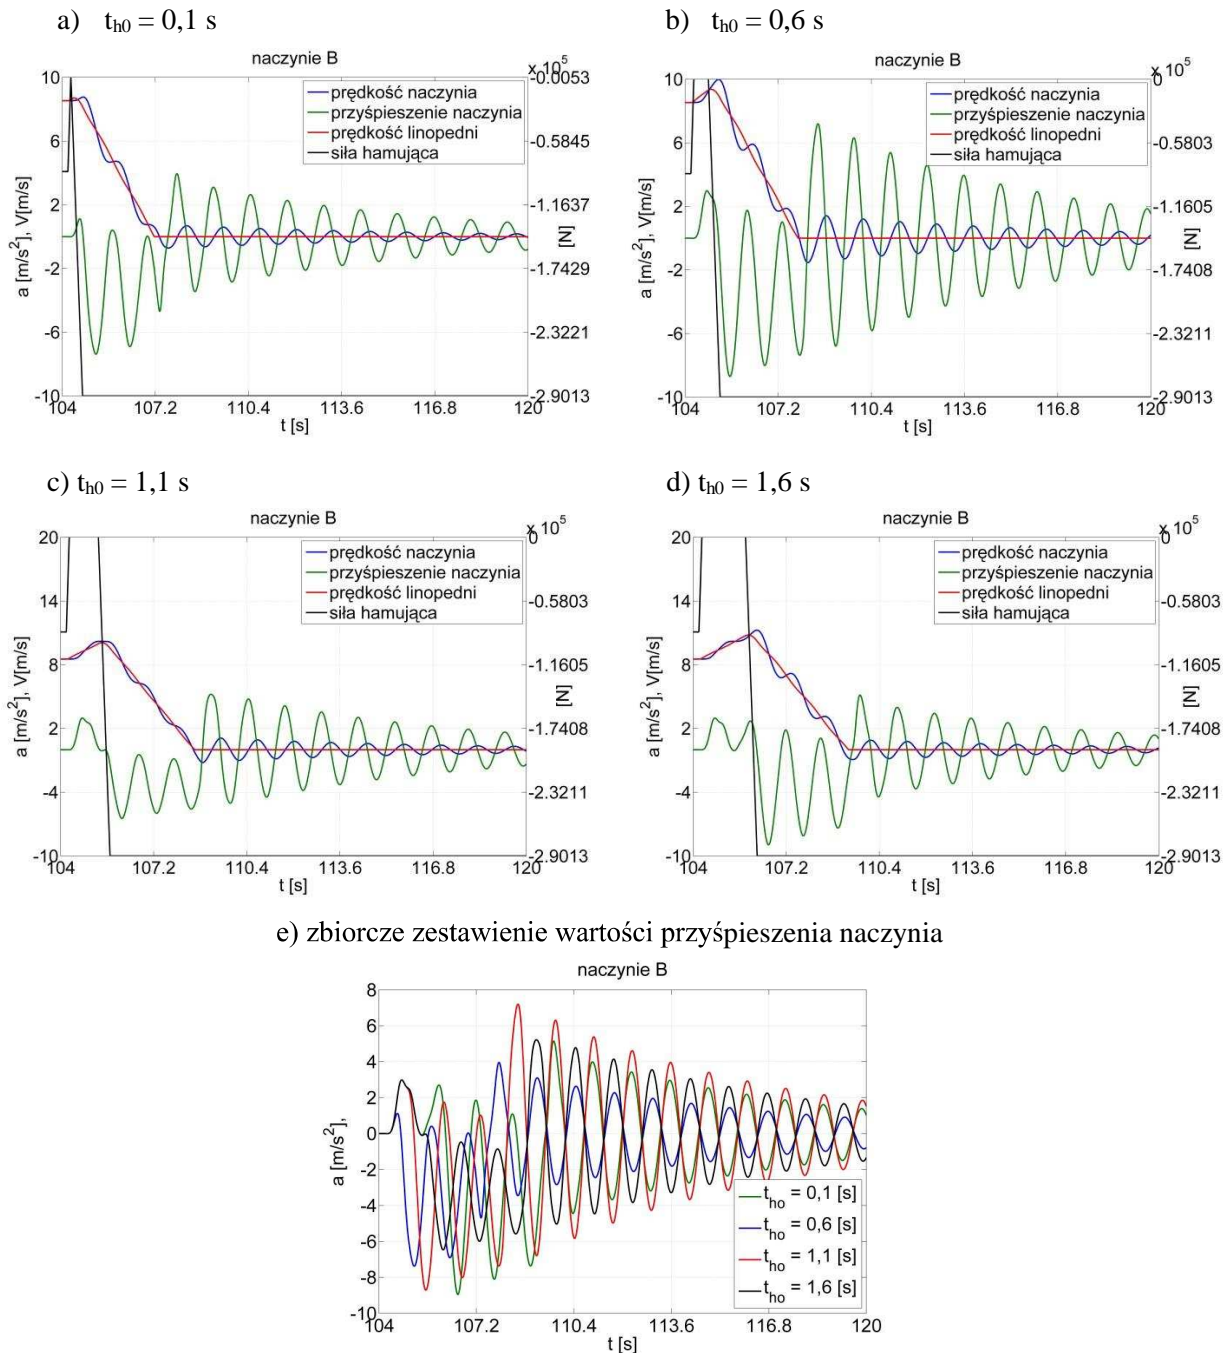 a) t_h0 = 0,1 s
naczynie B
x 10^5
10
6
2
-2
-6
-10
-0.0053
-0.5845
-1.1637
-1.7429
-2.3221
-2.9013
a [m/s²], V[m/s]
[N]
prędkość naczynia
przyśpieszenie naczynia
prędkość linopedni
siła hamująca
104 107.2 110.4 113.6 116.8 120
t [s]
b) t_h0 = 0,6 s
naczynie B
x 10^5
10
6
2
-2
-6
-10
0
-0.5803
-1.1605
-1.7408
-2.3211
-2.9013
a [m/s²], V[m/s]
[N]
prędkość naczynia
przyśpieszenie naczynia
prędkość linopedni
siła hamująca
104 107.2 110.4 113.6 116.8 120
t [s]
c) t_h0 = 1,1 s
naczynie B
x 10^5
20
14
8
2
-4
-10
0
-0.5803
-1.1605
-1.7408
-2.3211
-2.9013
a [m/s²], V[m/s]
[N]
prędkość naczynia
przyśpieszenie naczynia
prędkość linopedni
siła hamująca
104 107.2 110.4 113.6 116.8 120
t [s]
d) t_h0 = 1,6 s
naczynie B
x 10^5
20
14
8
2
-4
-10
0
-0.5803
-1.1605
-1.7408
-2.3211
-2.9013
a [m/s²], V[m/s]
[N]
prędkość naczynia
przyśpieszenie naczynia
prędkość linopedni
siła hamująca
104 107.2 110.4 113.6 116.8 120
t [s]
e) zbiorcze zestawienie wartości przyśpieszenia naczynia
naczynie B
8
6
4
2
0
-2
-4
-6
-8
-10
a [m/s²],
t_ho = 0,1 [s]
t_ho = 0,6 [s]
t_ho = 1,1 [s]
t_ho = 1,6 [s]
104 107.2 110.4 113.6 116.8 120
t [s]